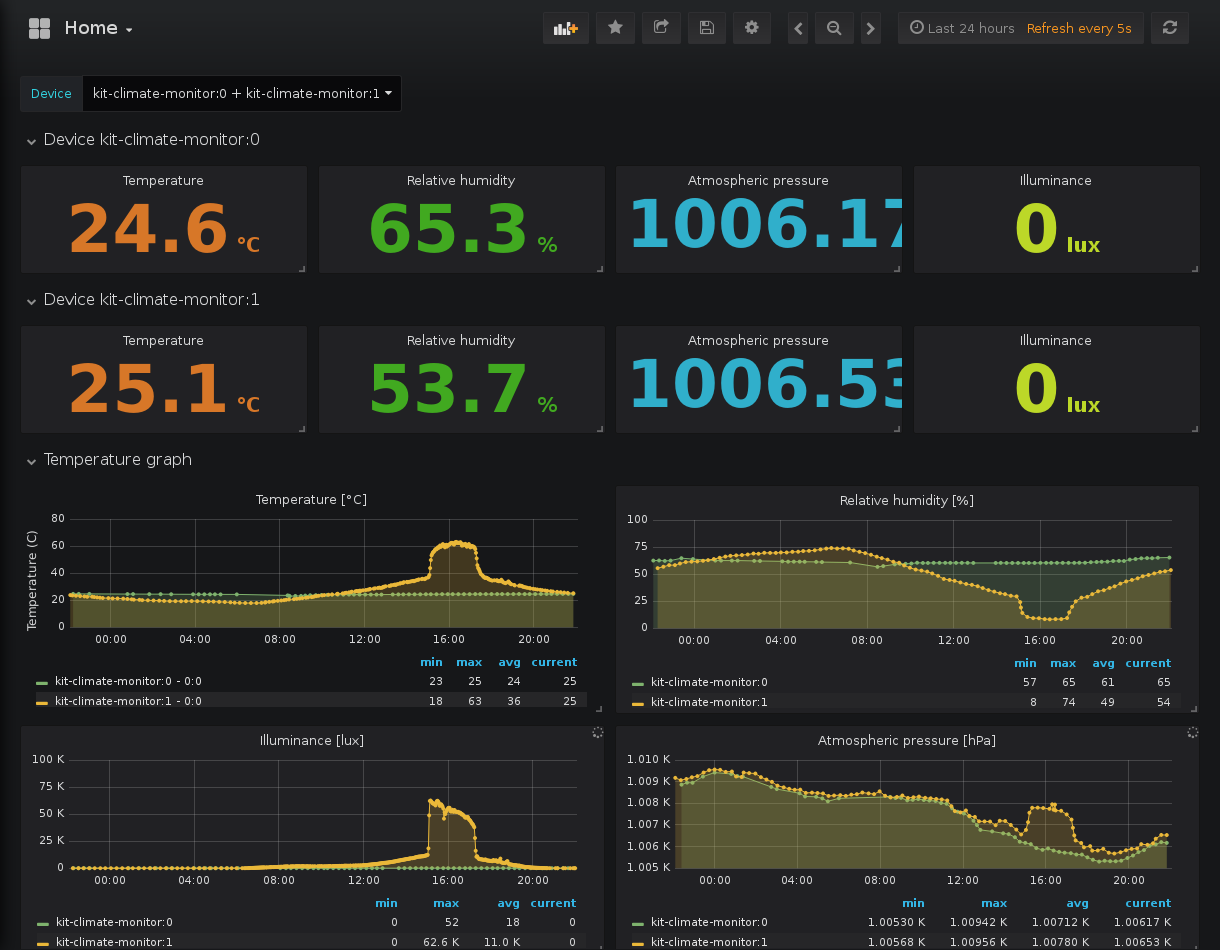 Home
Last 24 hours Refresh every 5s
Device kit-climate-monitor:0 + kit-climate-monitor:1
Device kit-climate-monitor:0
Temperature Relative humidity Atmospheric pressure Illuminance
24.6 °C 65.3 % 1006.17 0 lux
Device kit-climate-monitor:1
Temperature Relative humidity Atmospheric pressure Illuminance
25.1 °C 53.7 % 1006.53 0 lux
Temperature graph
Temperature [°C]
Temperature (C)
80
60
40
20
0
00:00 04:00 08:00 12:00 16:00 20:00
min max avg current
kit-climate-monitor:0 - 0:0 23 25 24 25
kit-climate-monitor:1 - 0:0 18 63 36 25
Relative humidity [%]
100
75
50
25
0
00:00 04:00 08:00 12:00 16:00 20:00
min max avg current
kit-climate-monitor:0 57 65 61 65
kit-climate-monitor:1 8 74 49 54
Illuminance [lux]
100 K
75 K
50 K
25 K
0
00:00 04:00 08:00 12:00 16:00 20:00
min max avg current
kit-climate-monitor:0 0 52 18 0
kit-climate-monitor:1 0 62.6 K 11.0 K 0
Atmospheric pressure [hPa]
1.010 K
1.009 K
1.008 K
1.007 K
1.006 K
1.005 K
00:00 04:00 08:00 12:00 16:00 20:00
min max avg current
kit-climate-monitor:0 1.00530 K 1.00942 K 1.00712 K 1.00617 K
kit-climate-monitor:1 1.00568 K 1.00956 K 1.00780 K 1.00653 K